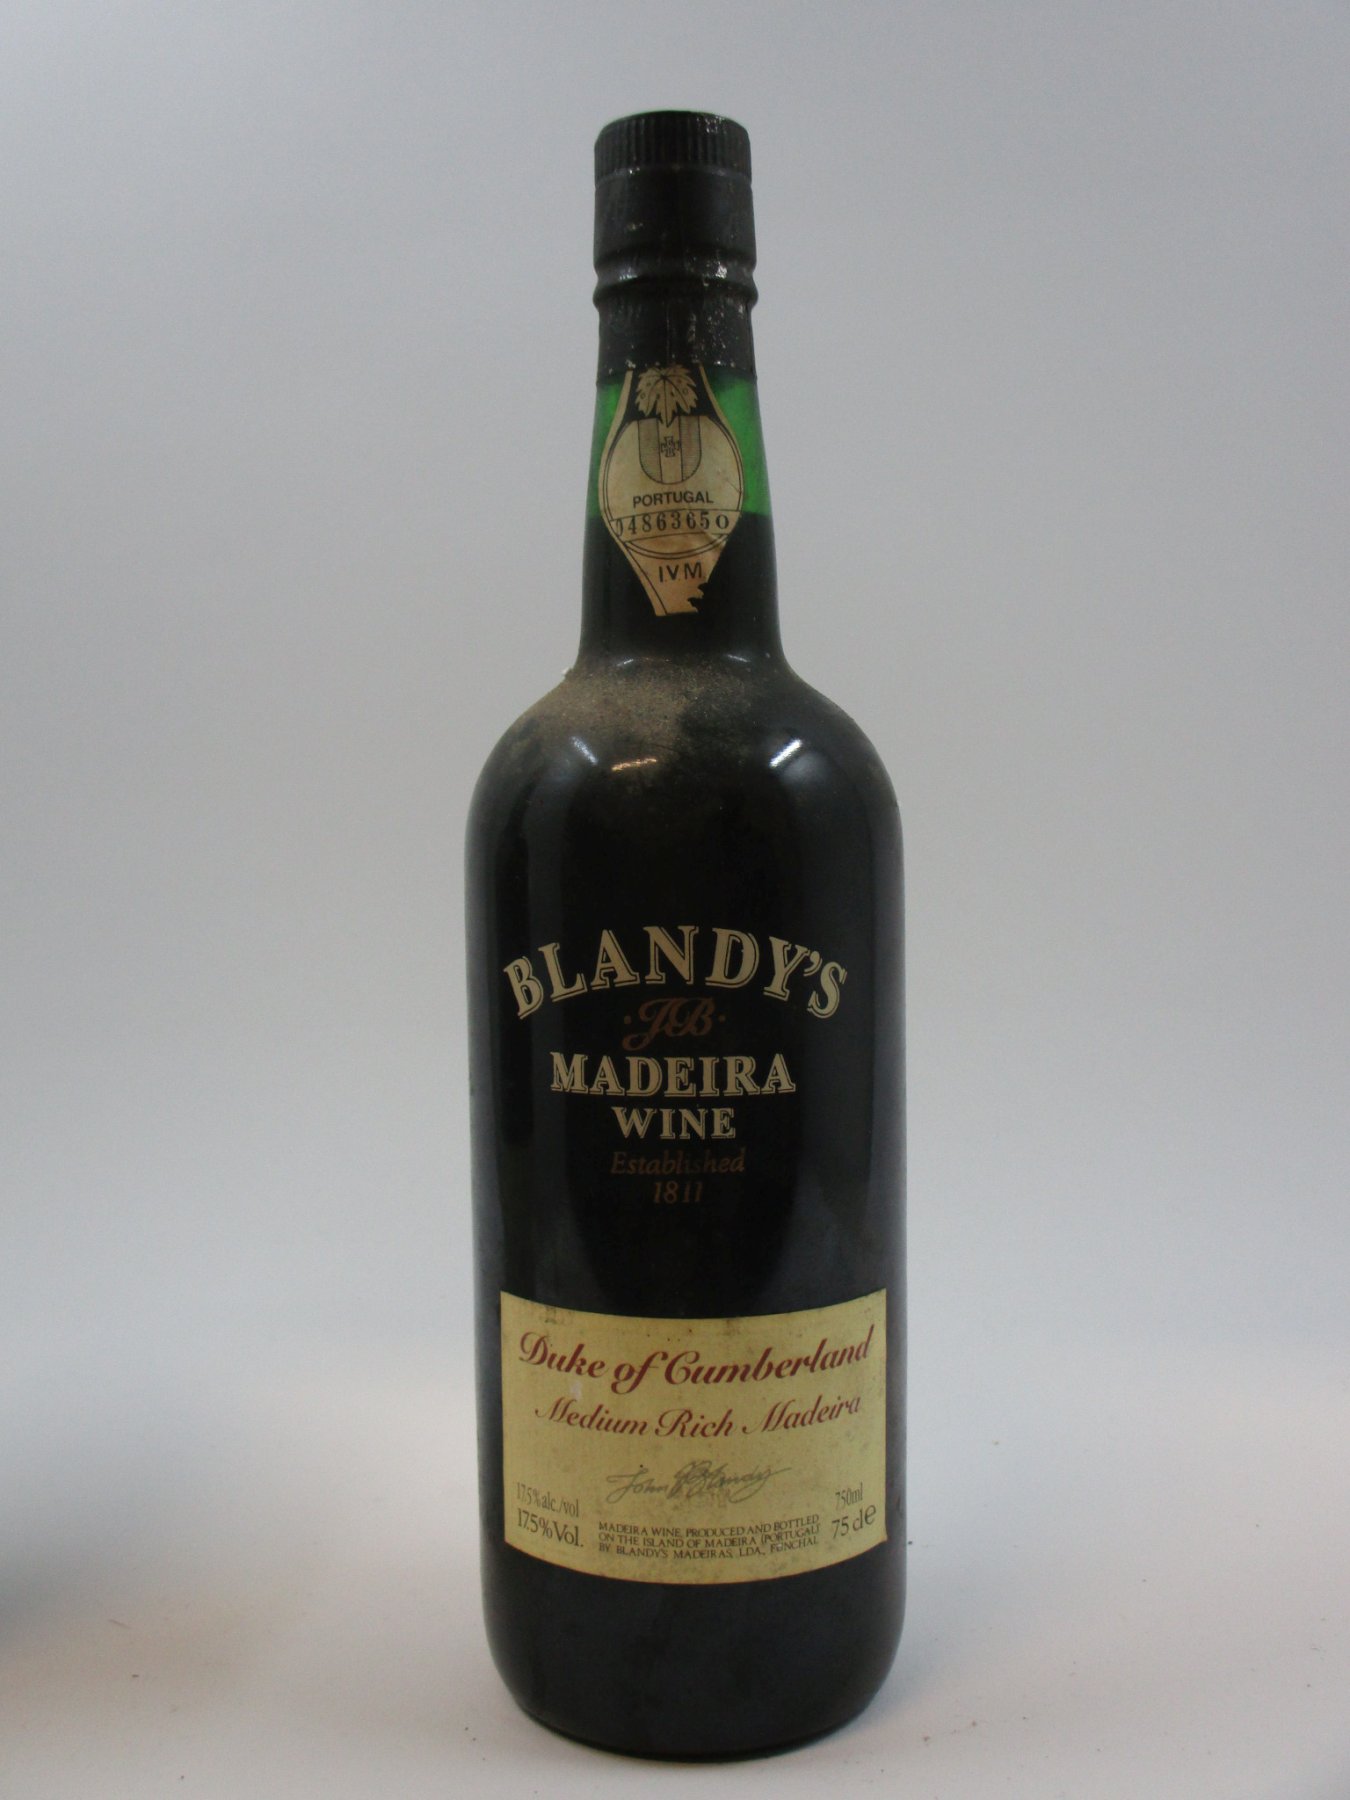 PORTUGAL
04863650
I.V.M
BLANDY'S
·JB·
MADEIRA
WINE
Established
1811
Duke of Cumberland
Medium Rich Madeira
John Blandy
17.5% alc./vol
17.5% Vol.
MADEIRA WINE, PRODUCED AND BOTTLED
ON THE ISLAND OF MADEIRA (PORTUGAL)
BY BLANDY'S MADEIRAS, LDA., FUNCHAL
750ml
75 cl e